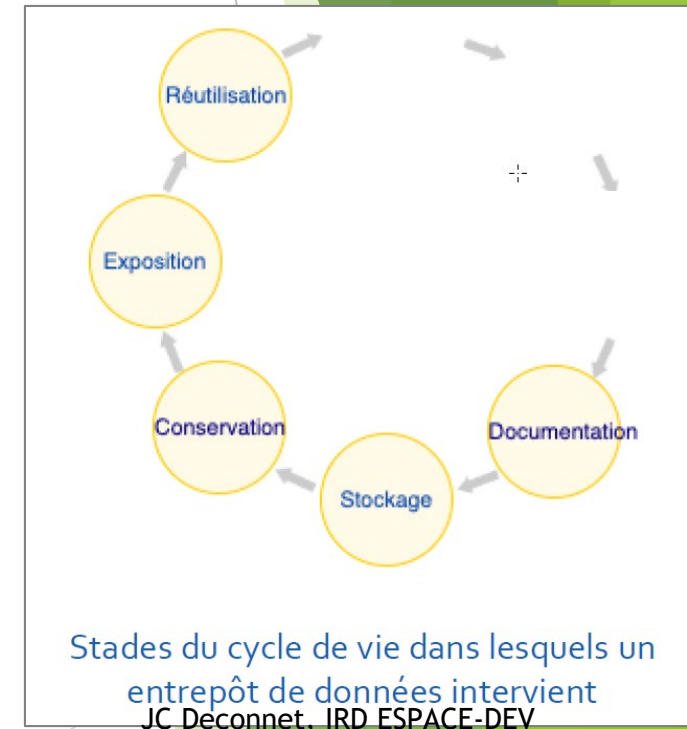 Réutilisation
Exposition
Conservation
Documentation
Stockage
Stades du cycle de vie dans lesquels un
entrepôt de données intervient
JC Deconnet, IRD ESPACE-DEV